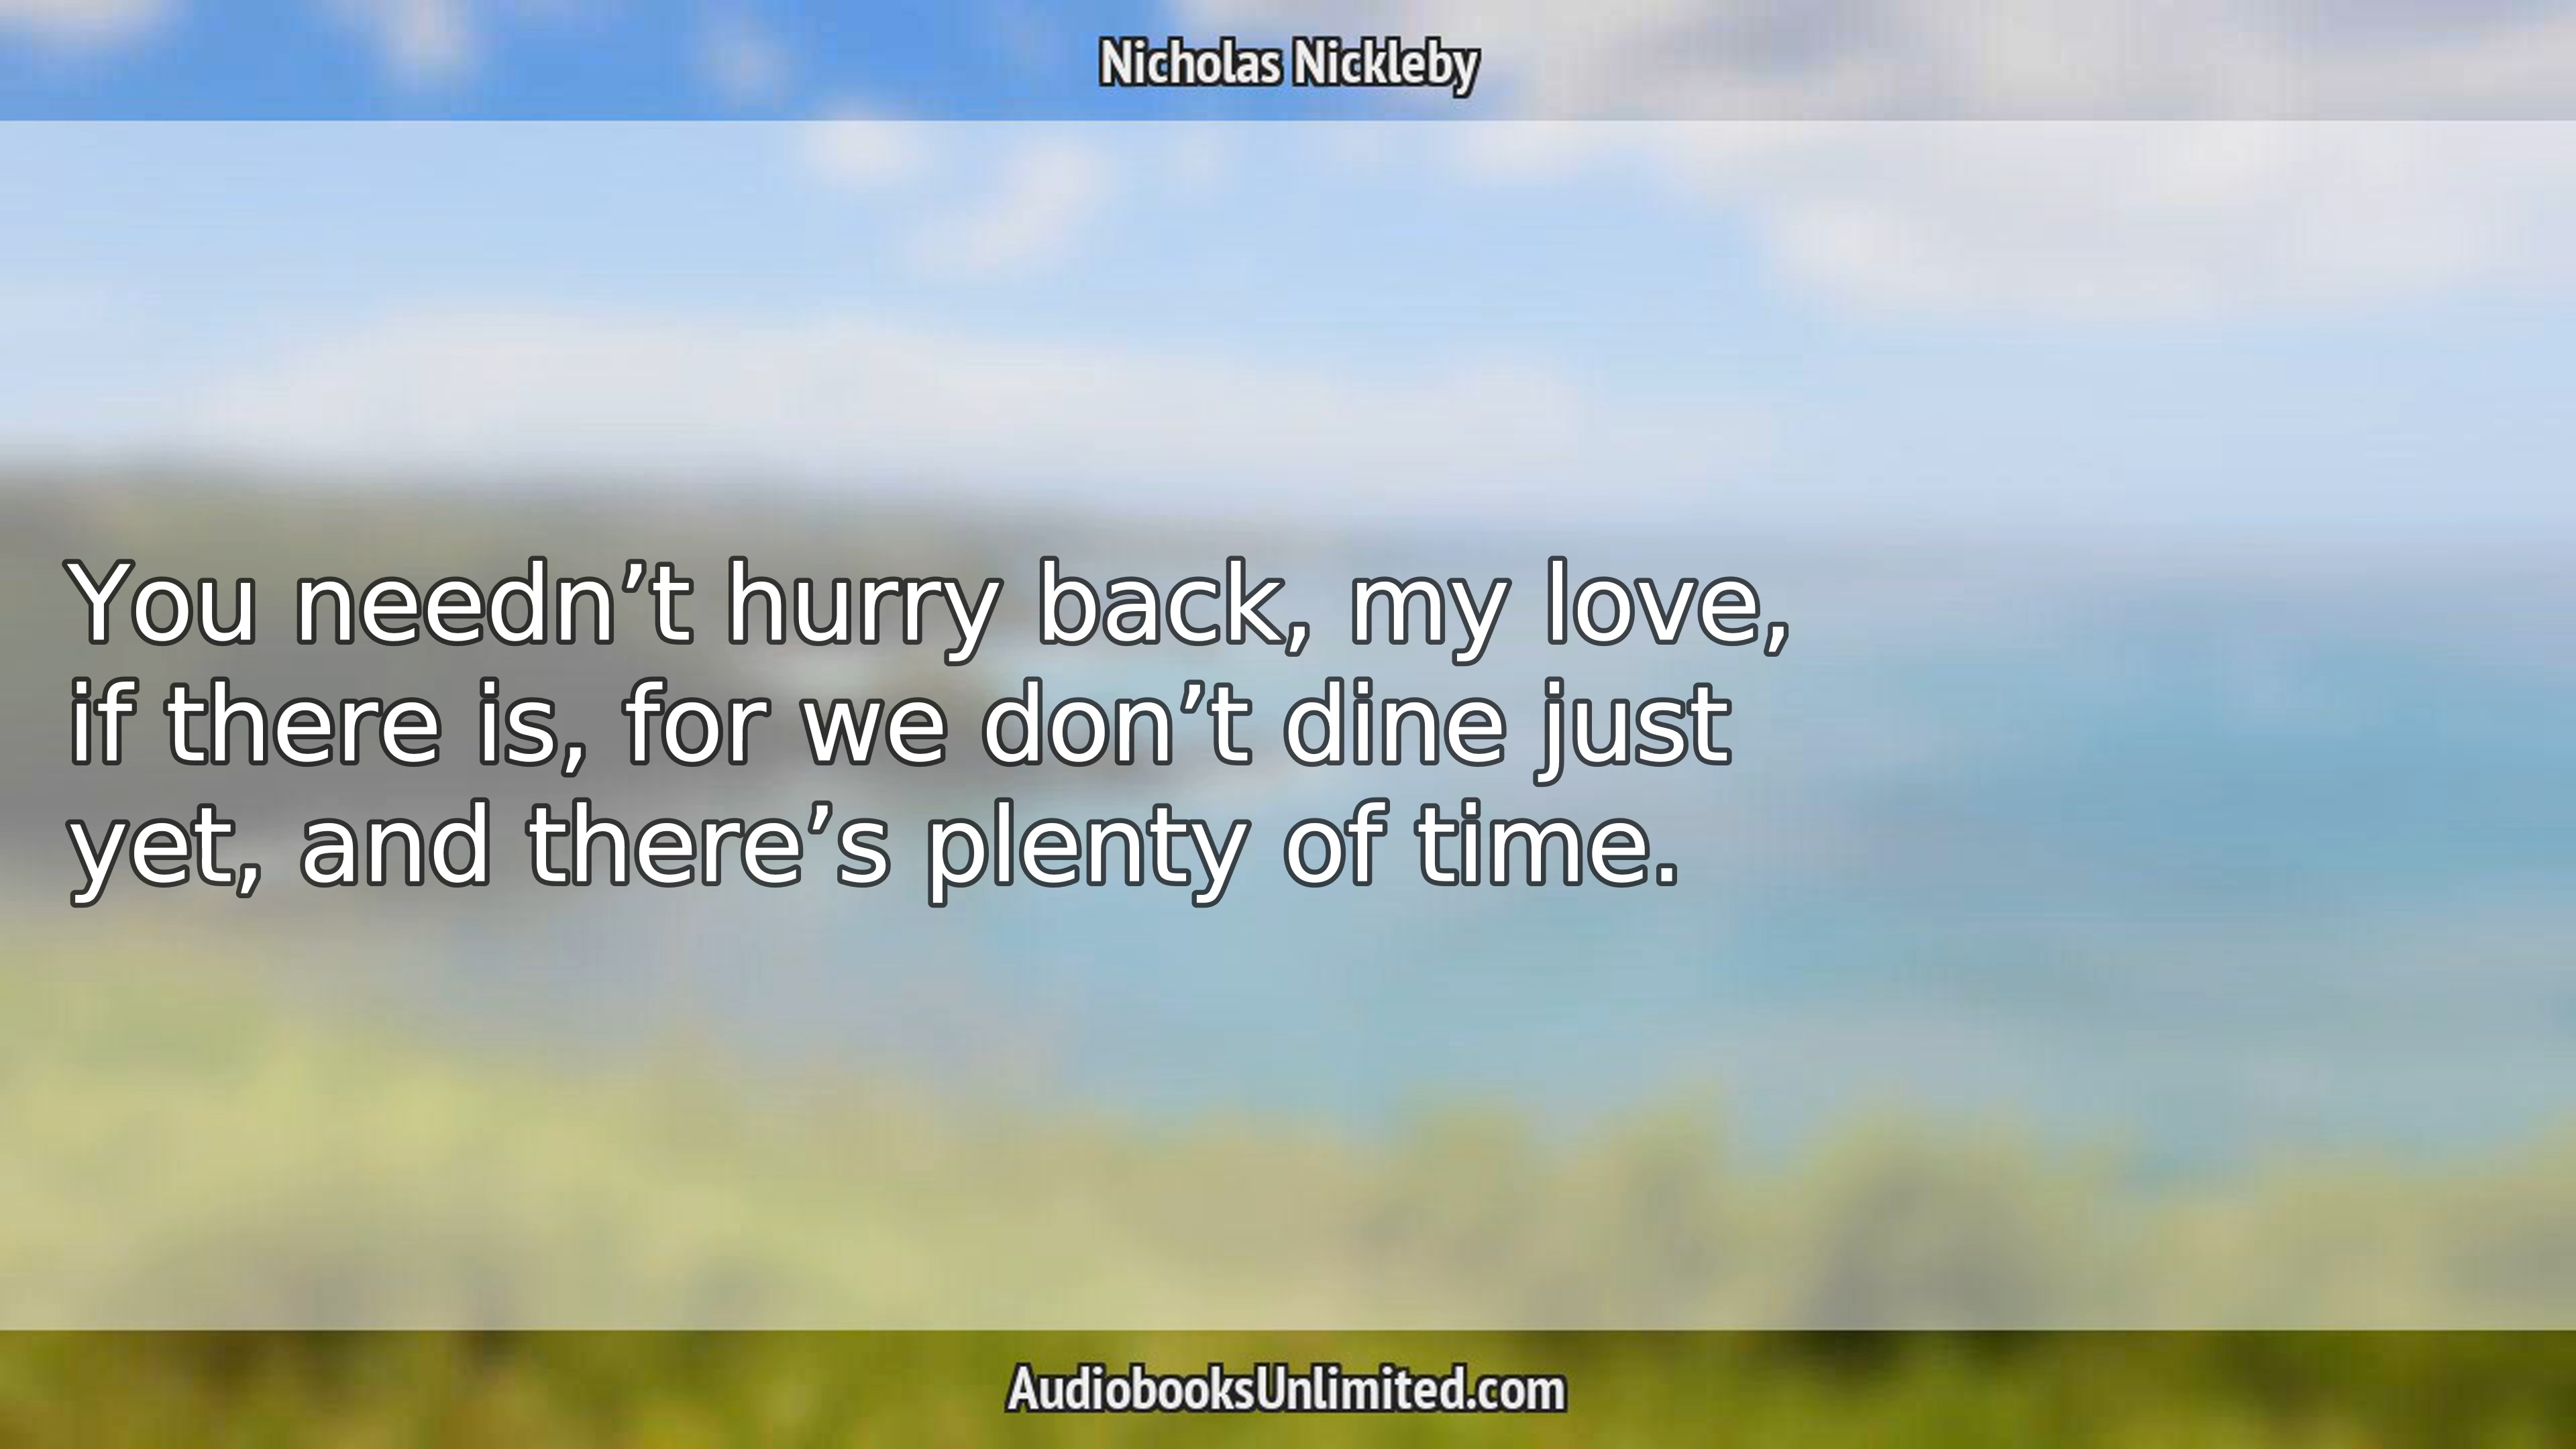 Nicholas Nickleby
You needn’t hurry back, my love,
if there is, for we don’t dine just
yet, and there’s plenty of time.
AudiobooksUnlimited.com